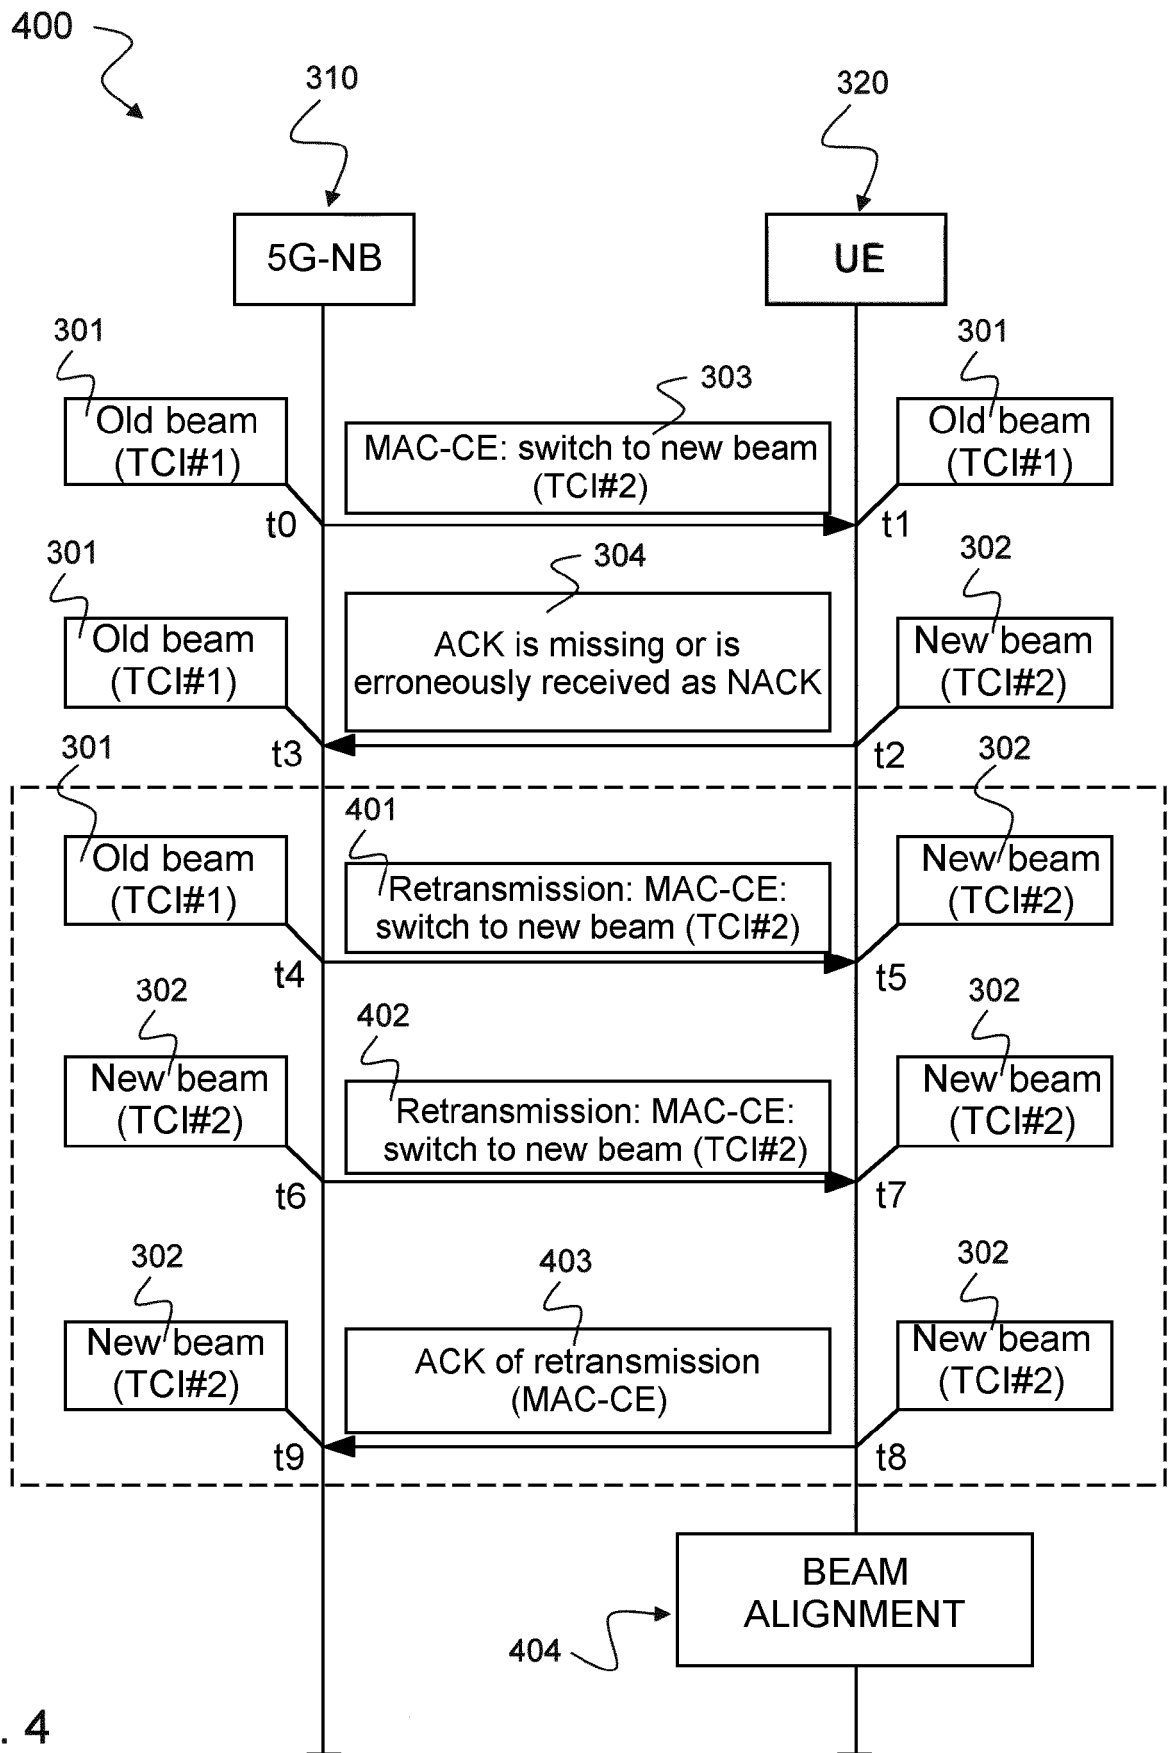 400
310
320
5G-NB
UE
301
301
303
Old beam
(TCI#1)
MAC-CE: switch to new beam
(TCI#2)
Old beam
(TCI#1)
t0
t1
301
304
302
Old beam
(TCI#1)
ACK is missing or is
erroneously received as NACK
New beam
(TCI#2)
t3
t2
301
302
401
Old beam
(TCI#1)
Retransmission: MAC-CE:
switch to new beam (TCI#2)
New beam
(TCI#2)
t4
t5
302
402
302
New beam
(TCI#2)
Retransmission: MAC-CE:
switch to new beam (TCI#2)
New beam
(TCI#2)
t6
t7
302
403
302
New beam
(TCI#2)
ACK of retransmission
(MAC-CE)
New beam
(TCI#2)
t9
t8
BEAM
ALIGNMENT
404
. 4